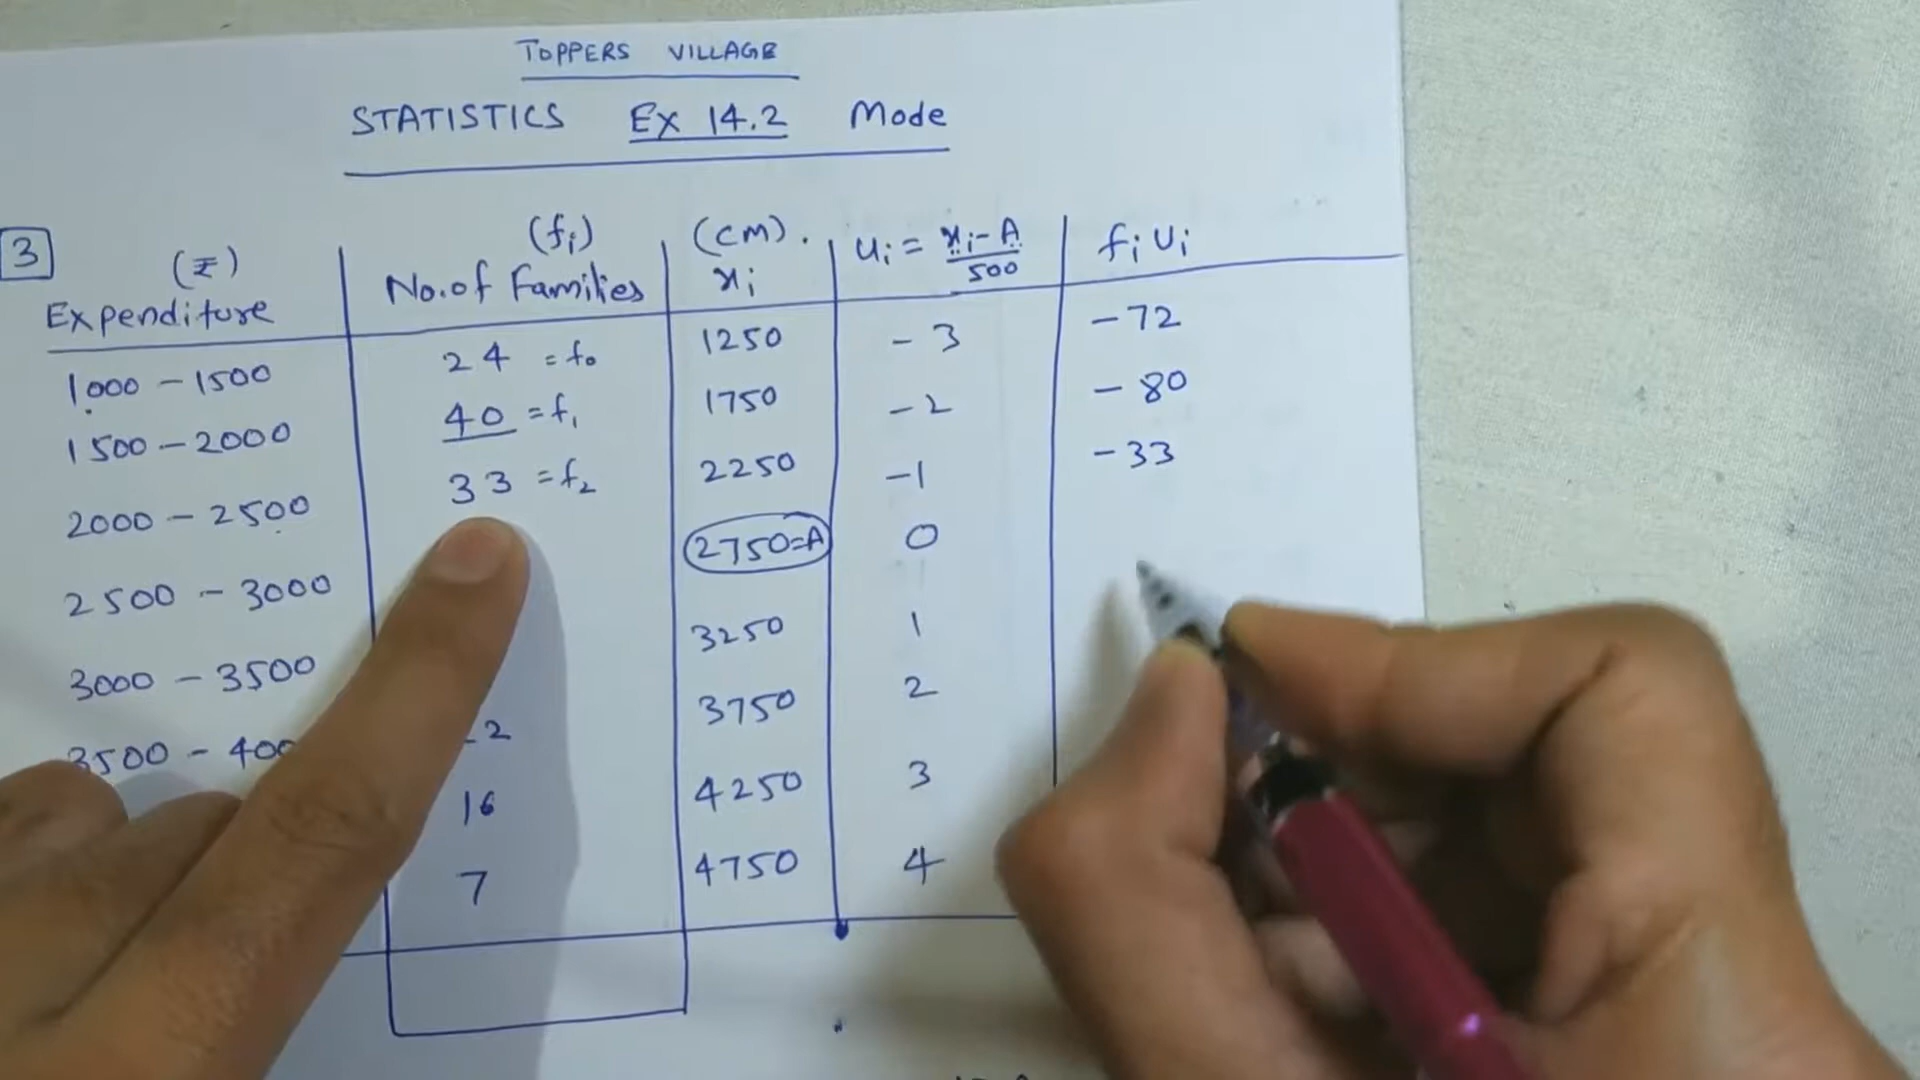 TOPPERS VILLAGE
STATISTICS Ex 14.2 Mode
3
(₹) Expenditure | (fi) No. of Families | (cm). xi | ui = xi - A / 500 | fi ui
1000 - 1500 | 24 = f₀ | 1250 | - 3 | - 72
1500 - 2000 | 40 = f₁ | 1750 | - 2 | - 80
2000 - 2500 | 33 = f₂ | 2250 | -1 | - 33
2500 - 3000 | 2750=A | 0
3000 - 3500 | 3250 | 1
3500 - | 3750 | 2
16 | 4250 | 3
7 | 4750 | 4